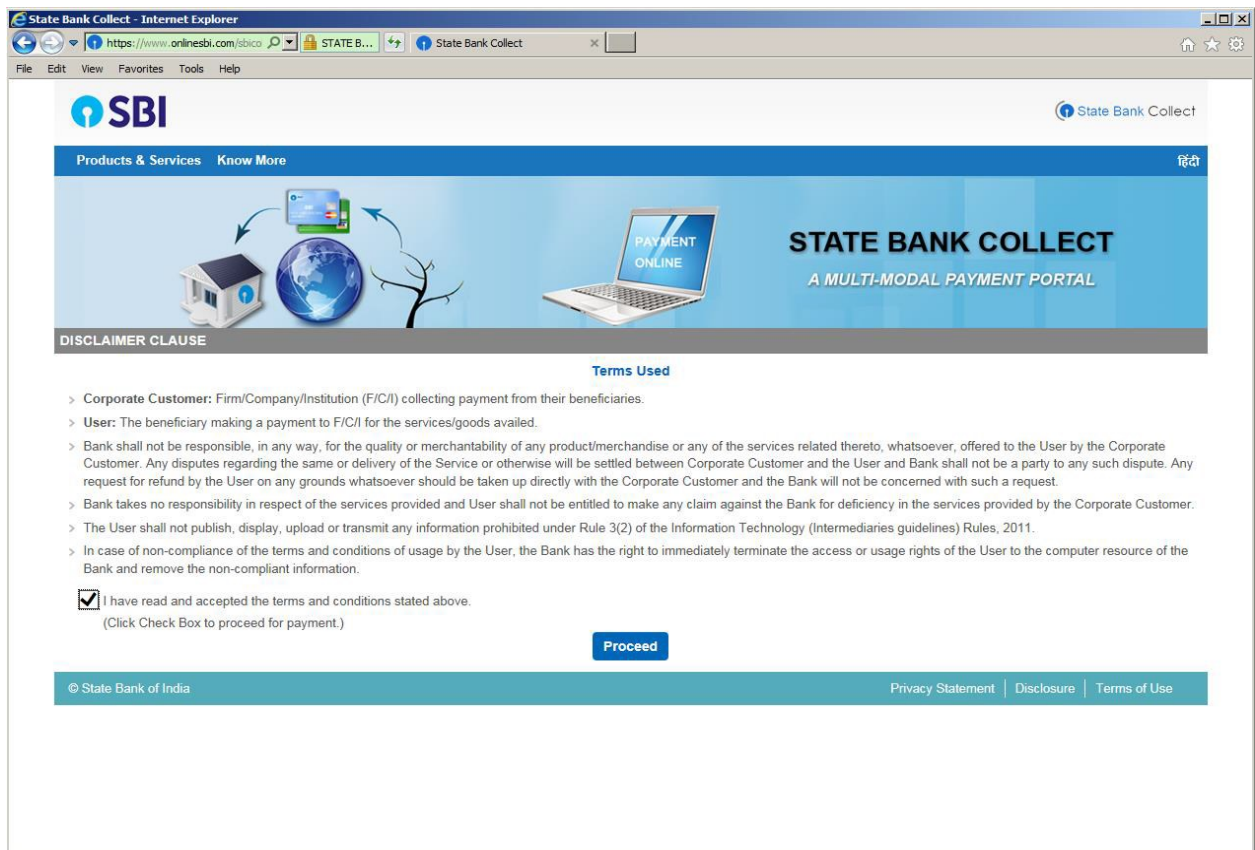 State Bank Collect - Internet Explorer
https://www.onlinesbi.com/sbico STATE B... State Bank Collect
File Edit View Favorites Tools Help
SBI
State Bank Collect
Products & Services Know More हिंदी
PAYMENT
ONLINE
STATE BANK COLLECT
A MULTI-MODAL PAYMENT PORTAL
DISCLAIMER CLAUSE
Terms Used
Corporate Customer: Firm/Company/Institution (F/C/I) collecting payment from their beneficiaries.
User: The beneficiary making a payment to F/C/I for the services/goods availed.
Bank shall not be responsible, in any way, for the quality or merchantability of any product/merchandise or any of the services related thereto, whatsoever, offered to the User by the Corporate
Customer. Any disputes regarding the same or delivery of the Service or otherwise will be settled between Corporate Customer and the User and Bank shall not be a party to any such dispute. Any
request for refund by the User on any grounds whatsoever should be taken up directly with the Corporate Customer and the Bank will not be concerned with such a request.
Bank takes no responsibility in respect of the services provided and User shall not be entitled to make any claim against the Bank for deficiency in the services provided by the Corporate Customer.
The User shall not publish, display, upload or transmit any information prohibited under Rule 3(2) of the Information Technology (Intermediaries guidelines) Rules, 2011.
In case of non-compliance of the terms and conditions of usage by the User, the Bank has the right to immediately terminate the access or usage rights of the User to the computer resource of the
Bank and remove the non-compliant information.
I have read and accepted the terms and conditions stated above.
(Click Check Box to proceed for payment.)
Proceed
© State Bank of India Privacy Statement | Disclosure | Terms of Use